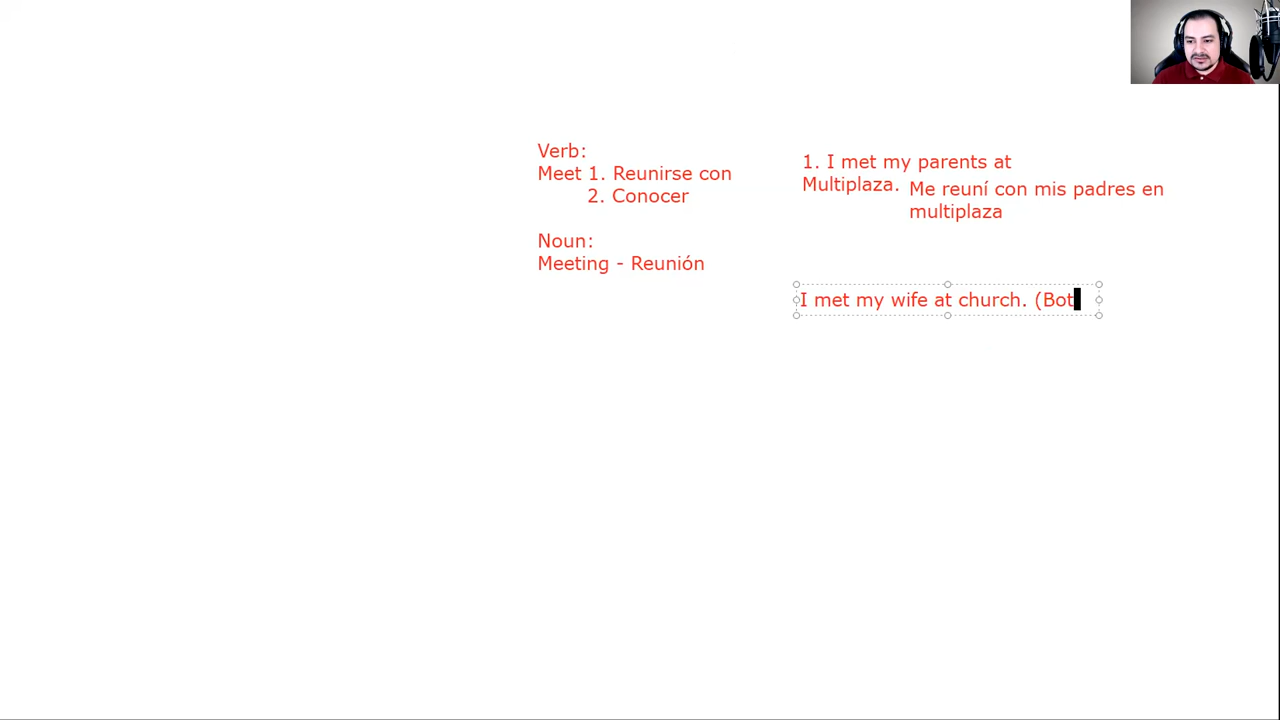 Verb:
Meet 1. Reunirse con
2. Conocer
Noun:
Meeting - Reunión
1. I met my parents at
Multiplaza.
Me reuní con mis padres en
multiplaza
I met my wife at church. (Bot